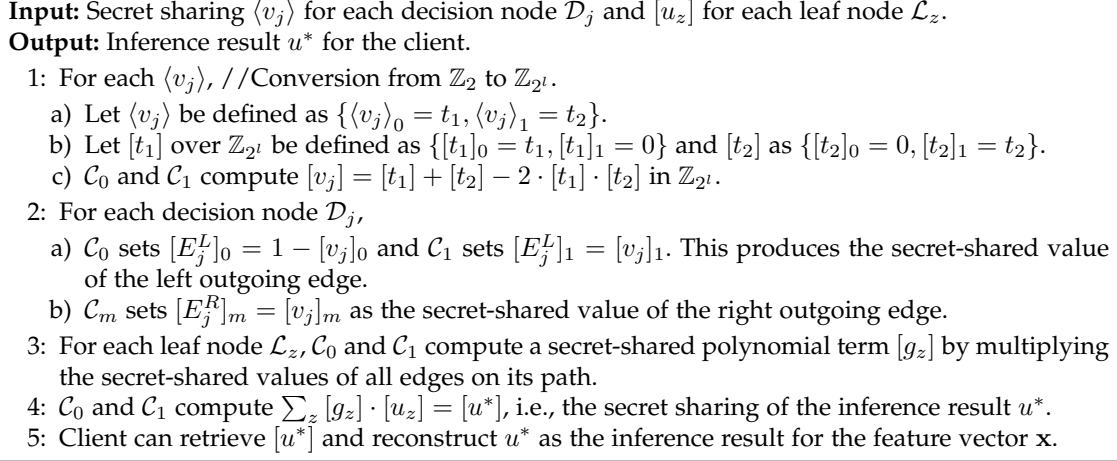 Input: Secret sharing ⟨v_j⟩ for each decision node 𝒟_j and [u_z] for each leaf node ℒ_z.
Output: Inference result u* for the client.
1: For each ⟨v_j⟩, //Conversion from ℤ_2 to ℤ_{2^l}.
a) Let ⟨v_j⟩ be defined as {⟨v_j⟩_0 = t_1, ⟨v_j⟩_1 = t_2}.
b) Let [t_1] over ℤ_{2^l} be defined as {[t_1]_0 = t_1, [t_1]_1 = 0} and [t_2] as {[t_2]_0 = 0, [t_2]_1 = t_2}.
c) 𝒞_0 and 𝒞_1 compute [v_j] = [t_1] + [t_2] − 2 · [t_1] · [t_2] in ℤ_{2^l}.
2: For each decision node 𝒟_j,
a) 𝒞_0 sets [E_j^L]_0 = 1 − [v_j]_0 and 𝒞_1 sets [E_j^L]_1 = [v_j]_1. This produces the secret-shared value
of the left outgoing edge.
b) 𝒞_m sets [E_j^R]_m = [v_j]_m as the secret-shared value of the right outgoing edge.
3: For each leaf node ℒ_z, 𝒞_0 and 𝒞_1 compute a secret-shared polynomial term [g_z] by multiplying
the secret-shared values of all edges on its path.
4: 𝒞_0 and 𝒞_1 compute ∑_z [g_z] · [u_z] = [u*], i.e., the secret sharing of the inference result u*.
5: Client can retrieve [u*] and reconstruct u* as the inference result for the feature vector x.